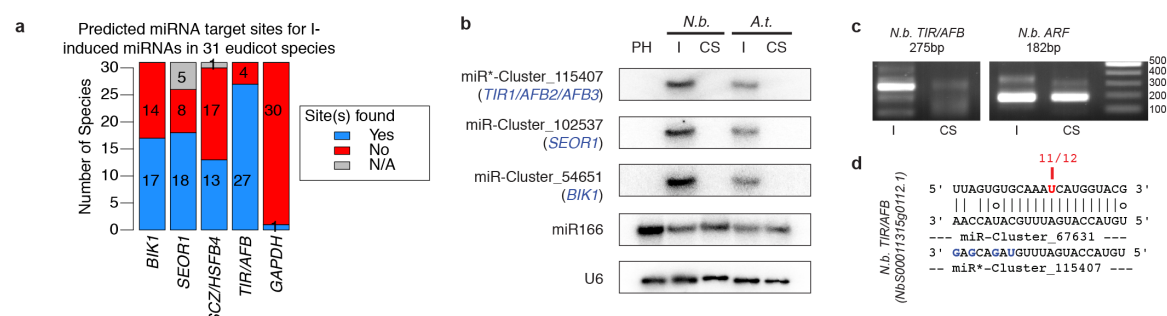 a
Predicted miRNA target sites for I-
induced miRNAs in 31 eudicot species
Number of Species
30
25
20
15
10
5
0
14
17
5
8
18
1
17
13
4
27
30
1
BIK1
SEOR1
SCZ/HSFB4
TIR/AFB
GAPDH
Site(s) found
Yes
No
N/A
b
N.b. A.t.
PH I CS I CS
miR*-Cluster_115407
(TIR1/AFB2/AFB3)
miR-Cluster_102537
(SEOR1)
miR-Cluster_54651
(BIK1)
miR166
U6
c
N.b. TIR/AFB
275bp
N.b. ARF
182bp
500
400
300
200
100
I CS I CS
d
11/12
5' UUAGUGUGCAAAUCAUGGUACG 3'
3' AACCAUACGUUUAGUACCAUGU 5'
--- miR-Cluster_67631 ---
3' GAGCAGAUGUUUAGUACCAUGU 5'
-- miR*-Cluster_115407 ---
N.b. TIR/AFB
(NbS00011315g0112.1)